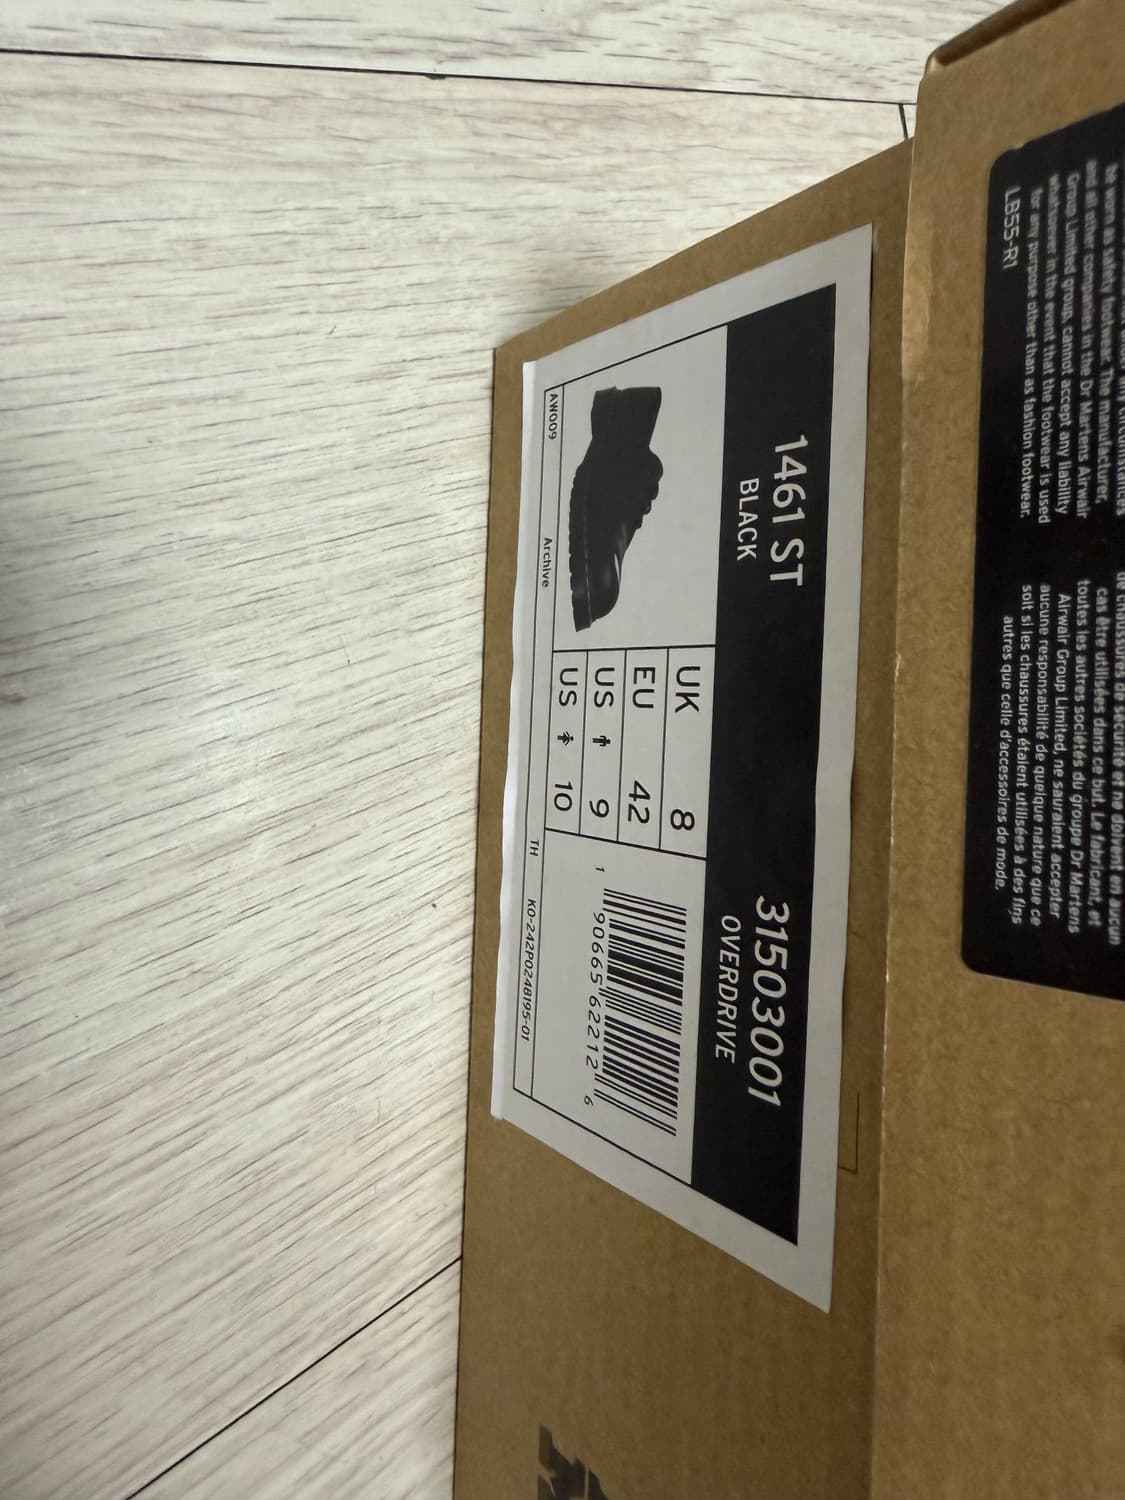 be worn as safety footwear. The manufacturer,
and all other companies in the Dr Martens Airwair
Group Limited group, cannot accept any liability
whatsoever in the event that the footwear is used
for any purpose other than as fashion footwear.
LB55-R1
de chaussures de sécurité et ne doivent en aucun
cas être utilisées dans ce but. Le fabricant, et
toutes les autres sociétés du groupe Dr Martens
Airwair Group Limited, ne sauraient accepter
aucune responsabilité de quelque nature que ce
soit si les chaussures étaient utilisées à des fins
autres que celle d'accessoires de mode.
1461 ST
BLACK
31503001
OVERDRIVE
UK 8
EU 42
US 9
US 10
1 90665 62212 6
AW009 Archive TH KO-242P0248195-01